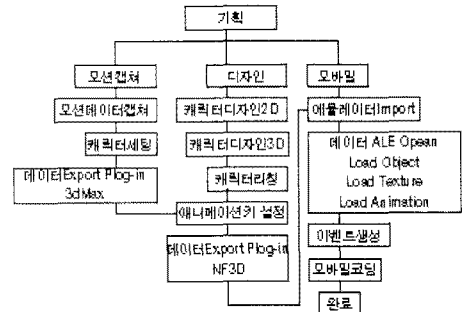 기획
모션캡쳐
모션데이터캡쳐
캐릭터세팅
데이터Export Plog-in
3dMax
디자인
캐릭터디자인2D
캐릭터디자인3D
캐릭터리칭
애니메이션키 설정
데이터Export Plog-in
NF3D
모바일
에뮬레이터Import
데이터 ALE Opean
Load Object
Load Texture
Load Animation
이벤트생성
모바일코딩
완료